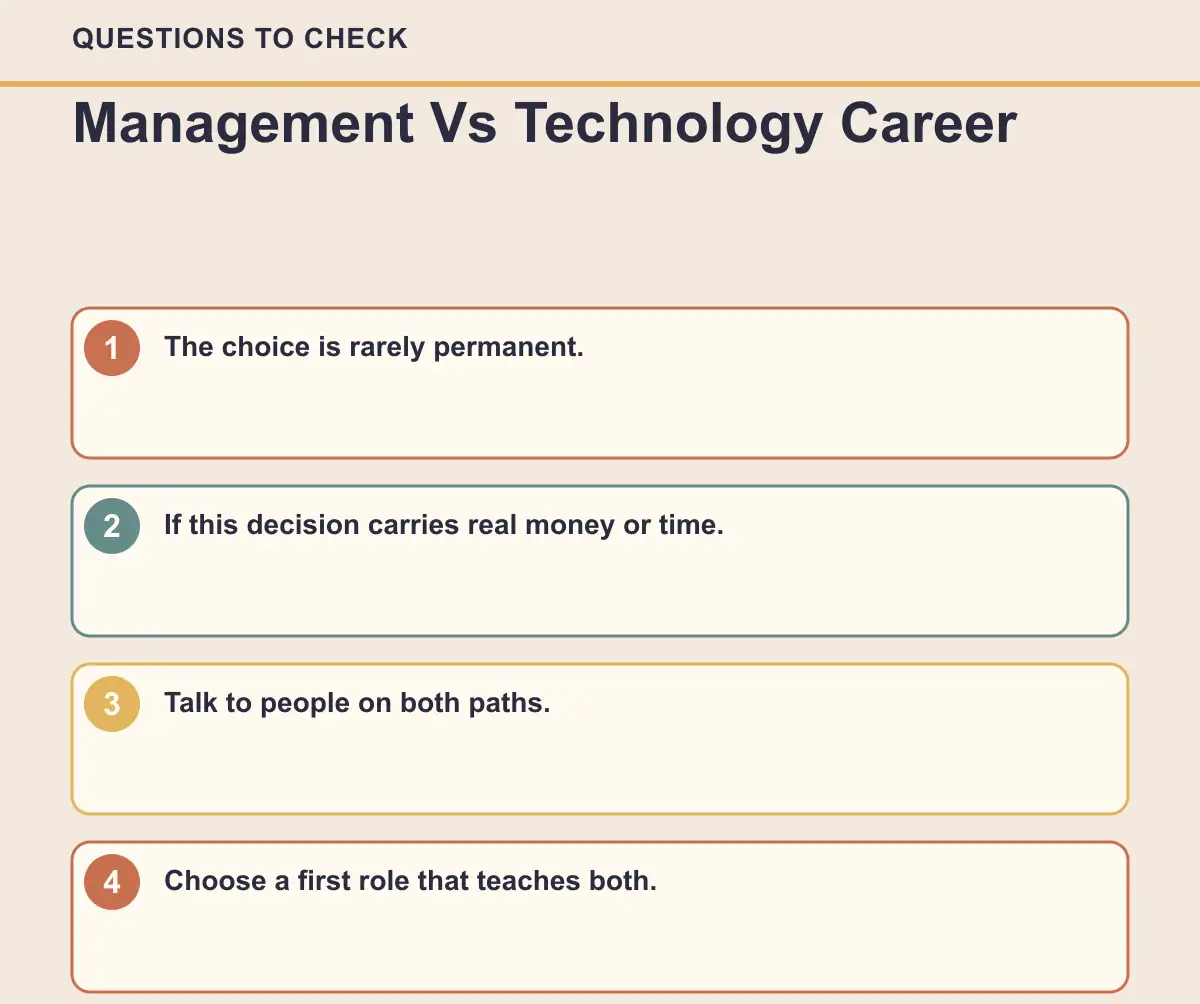 QUESTIONS TO CHECK
Management Vs Technology Career
1 The choice is rarely permanent.
2 If this decision carries real money or time.
3 Talk to people on both paths.
4 Choose a first role that teaches both.